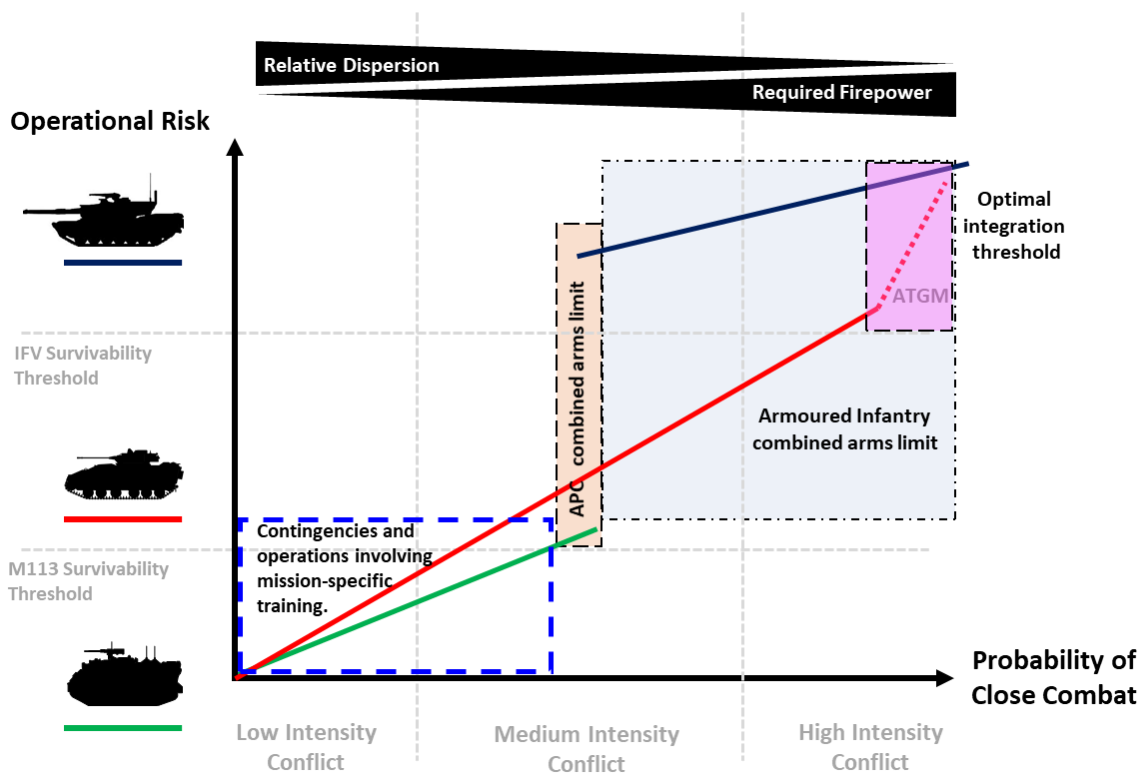 Relative Dispersion
Required Firepower
Operational Risk
Optimal
integration
threshold
ATGM
APC combined arms limit
IFV Survivability
Threshold
Armoured Infantry
combined arms limit
Contingencies and
operations involving
mission-specific
training.
M113 Survivability
Threshold
Probability of
Close Combat
Low Intensity
Conflict
Medium Intensity
Conflict
High Intensity
Conflict